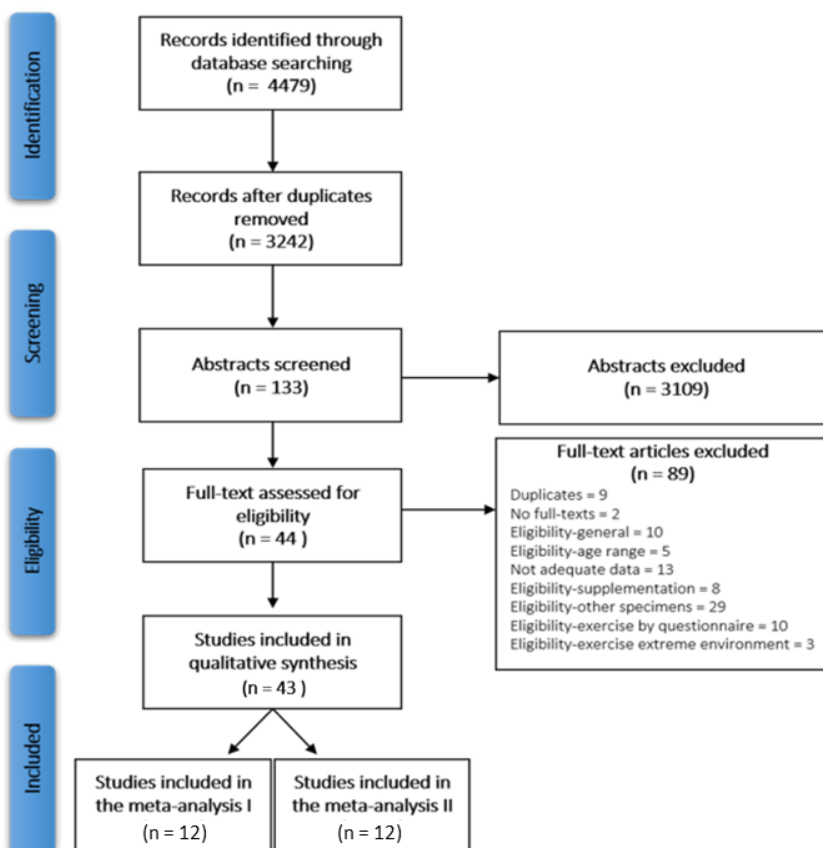 Identification
Records identified through
database searching
(n = 4479)
Records after duplicates
removed
(n = 3242)
Screening
Abstracts screened
(n = 133)
Abstracts excluded
(n = 3109)
Eligibility
Full-text assessed for
eligibility
(n = 44 )
Full-text articles excluded
(n = 89)
Duplicates = 9
No full-texts = 2
Eligibility-general = 10
Eligibility-age range = 5
Not adequate data = 13
Eligibility-supplementation = 8
Eligibility-other specimens = 29
Eligibility-exercise by questionnaire = 10
Eligibility-exercise extreme environment = 3
Studies included in
qualitative synthesis
(n = 43 )
Included
Studies included in
the meta-analysis I
(n = 12)
Studies included in
the meta-analysis II
(n = 12)